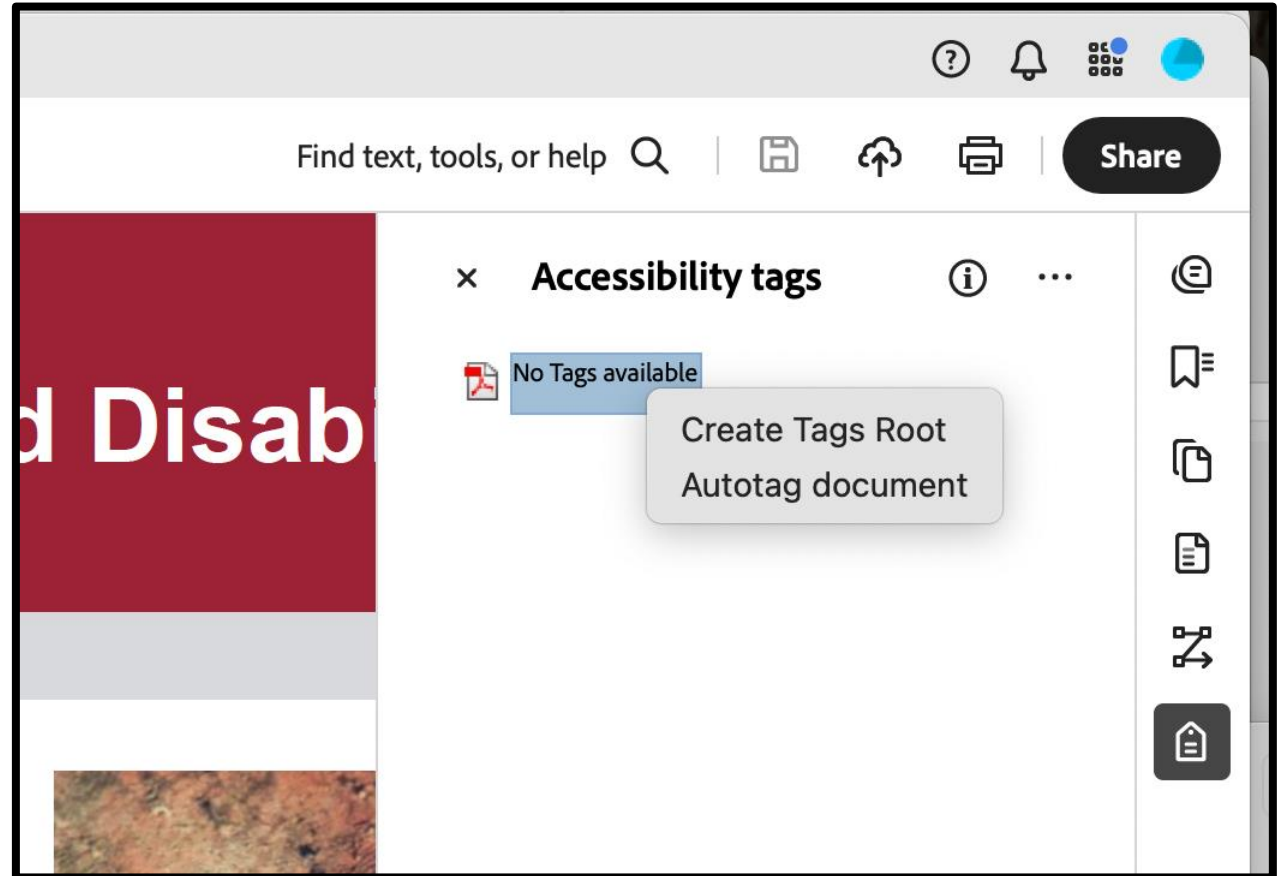 Find text, tools, or help
Share
Accessibility tags
No Tags available
Create Tags Root
Autotag document
d Disab